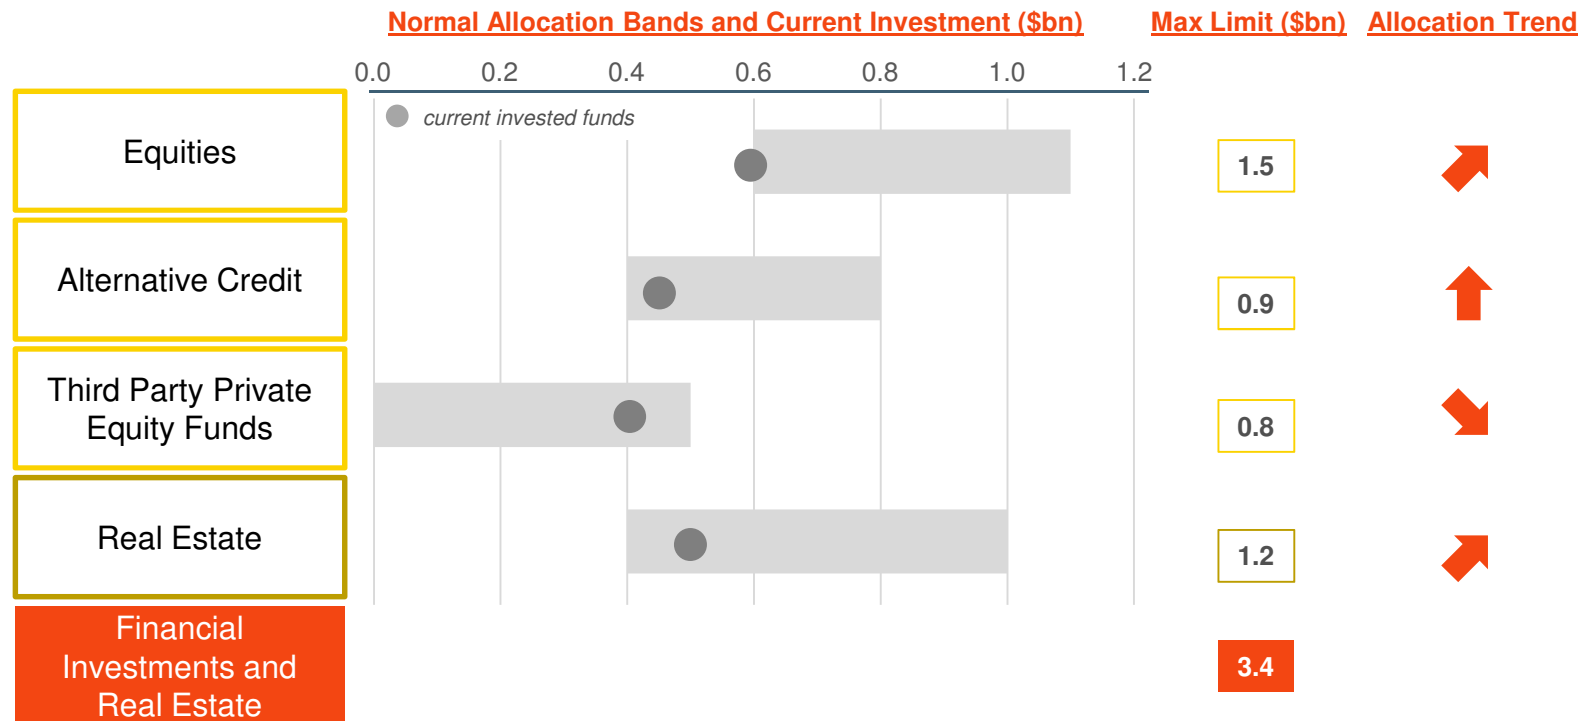 Normal Allocation Bands and Current Investment ($bn) Max Limit ($bn) Allocation Trend
0.0 0.2 0.4 0.6 0.8 1.0 1.2
current invested funds
Equities
1.5
Alternative Credit
0.9
Third Party Private
Equity Funds
0.8
Real Estate
1.2
Financial
Investments and
Real Estate
3.4